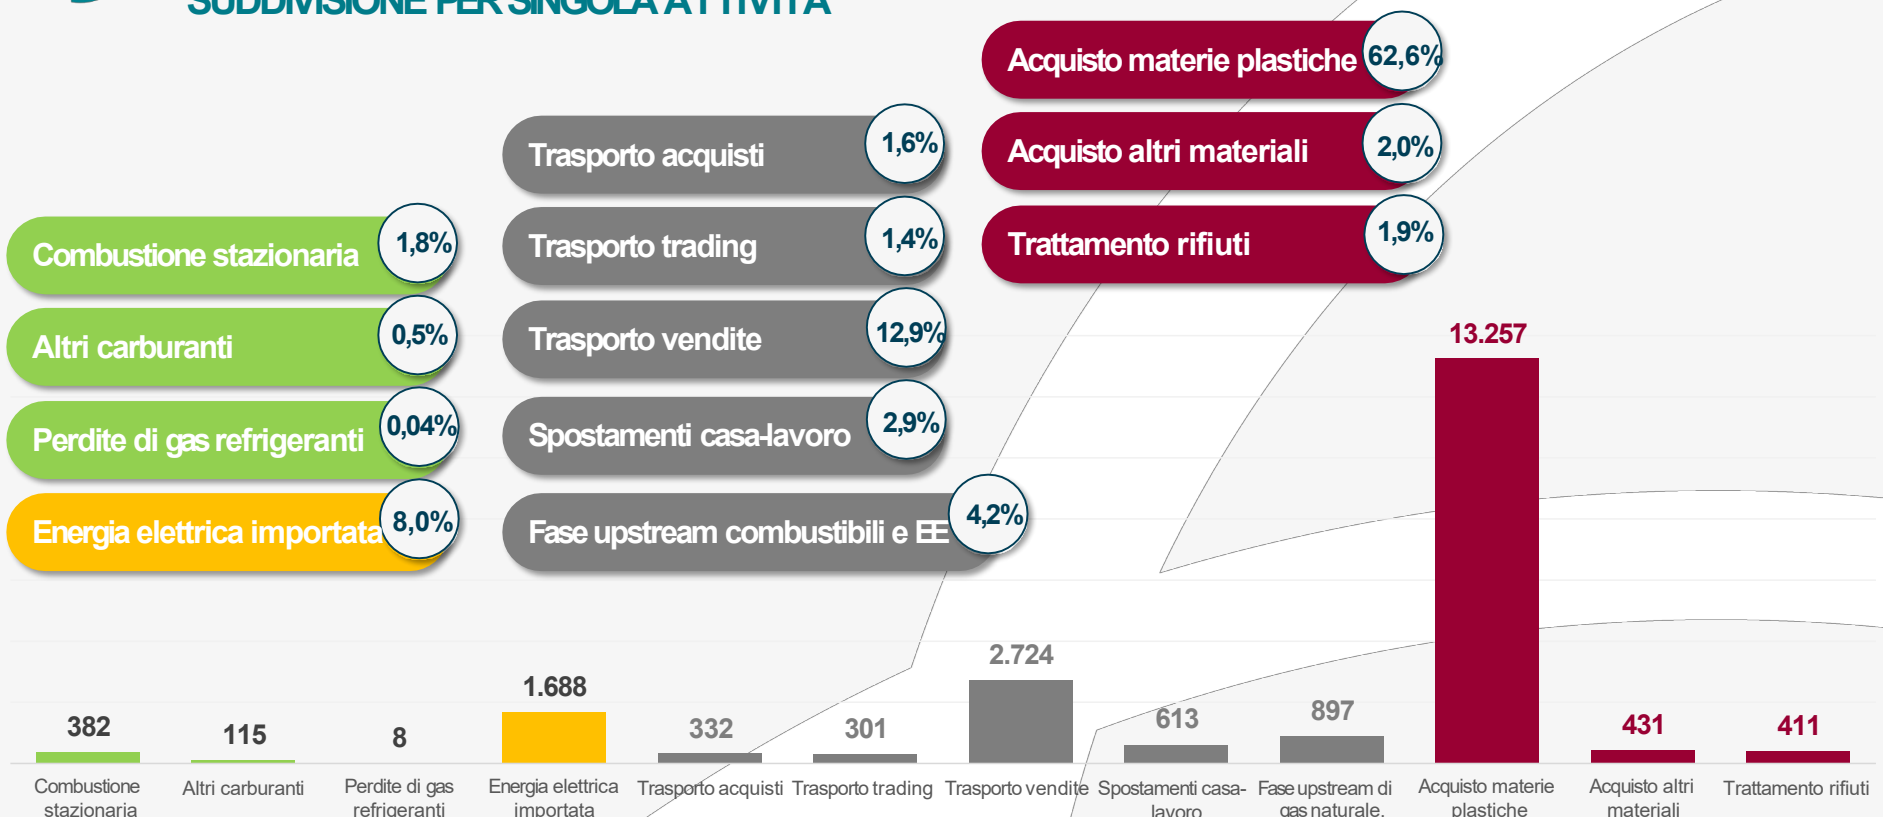 SUDDIVISIONE PER SINGOLA ATTIVITÀ
Combustione stazionaria 1,8%
Altri carburanti 0,5%
Perdite di gas refrigeranti 0,04%
Energia elettrica importata 8,0%
Trasporto acquisti 1,6%
Trasporto trading 1,4%
Trasporto vendite 12,9%
Spostamenti casa-lavoro 2,9%
Fase upstream combustibili e EE 4,2%
Acquisto materie plastiche 62,6%
Acquisto altri materiali 2,0%
Trattamento rifiuti 1,9%
382
115
8
1.688
332
301
2.724
613
897
13.257
431
411
Combustione
stazionaria
Altri carburanti
Perdite di gas
refrigeranti
Energia elettrica
importata
Trasporto acquisti
Trasporto trading
Trasporto vendite
Spostamenti casa-
lavoro
Fase upstream di
gas naturale,
Acquisto materie
plastiche
Acquisto altri
materiali
Trattamento rifiuti